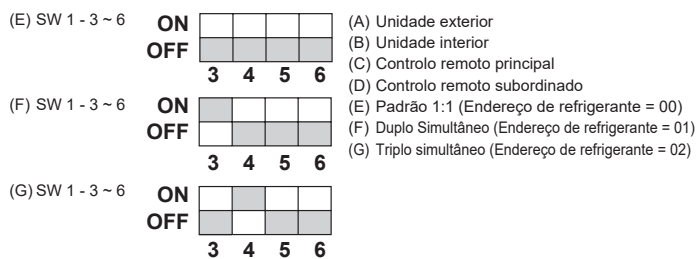 (E) SW 1 - 3 ~ 6
ON
OFF
3 4 5 6
(F) SW 1 - 3 ~ 6
ON
OFF
3 4 5 6
(G) SW 1 - 3 ~ 6
ON
OFF
3 4 5 6
(A) Unidade exterior
(B) Unidade interior
(C) Controlo remoto principal
(D) Controlo remoto subordinado
(E) Padrão 1:1 (Endereço de refrigerante = 00)
(F) Duplo Simultâneo (Endereço de refrigerante = 01)
(G) Triplo simultâneo (Endereço de refrigerante = 02)